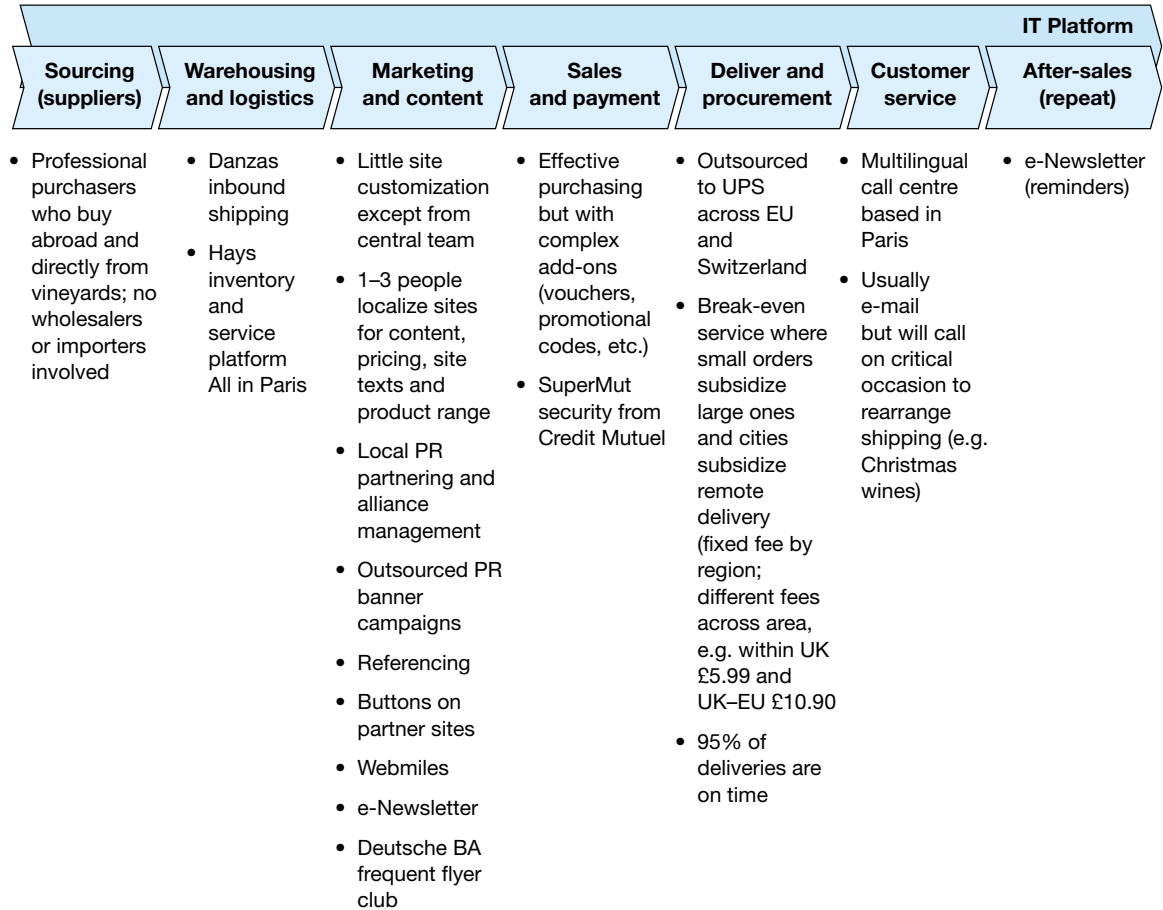 IT Platform
Sourcing
(suppliers)
Warehousing
and logistics
Marketing
and content
Sales
and payment
Deliver and
procurement
Customer
service
After-sales
(repeat)
• Professional
purchasers
who buy
abroad and
directly from
vineyards; no
wholesalers
or importers
involved
• Danzas
inbound
shipping
• Hays
inventory
and
service
platform
All in Paris
• Little site
customization
except from
central team
• 1–3 people
localize sites
for content,
pricing, site
texts and
product range
• Local PR
partnering and
alliance
management
• Outsourced PR
banner
campaigns
• Referencing
• Buttons on
partner sites
• Webmiles
• e-Newsletter
• Deutsche BA
frequent flyer
club
• Effective
purchasing
but with
complex
add-ons
(vouchers,
promotional
codes, etc.)
• SuperMut
security from
Credit Mutuel
• Outsourced
to UPS
across EU
and
Switzerland
• Break-even
service where
small orders
subsidize
large ones
and cities
subsidize
remote
delivery
(fixed fee by
region;
different fees
across area,
e.g. within UK
£5.99 and
UK–EU £10.90
• 95% of
deliveries are
on time
• Multilingual
call centre
based in
Paris
• Usually
e-mail
but will call
on critical
occasion to
rearrange
shipping (e.g.
Christmas
wines)
• e-Newsletter
(reminders)